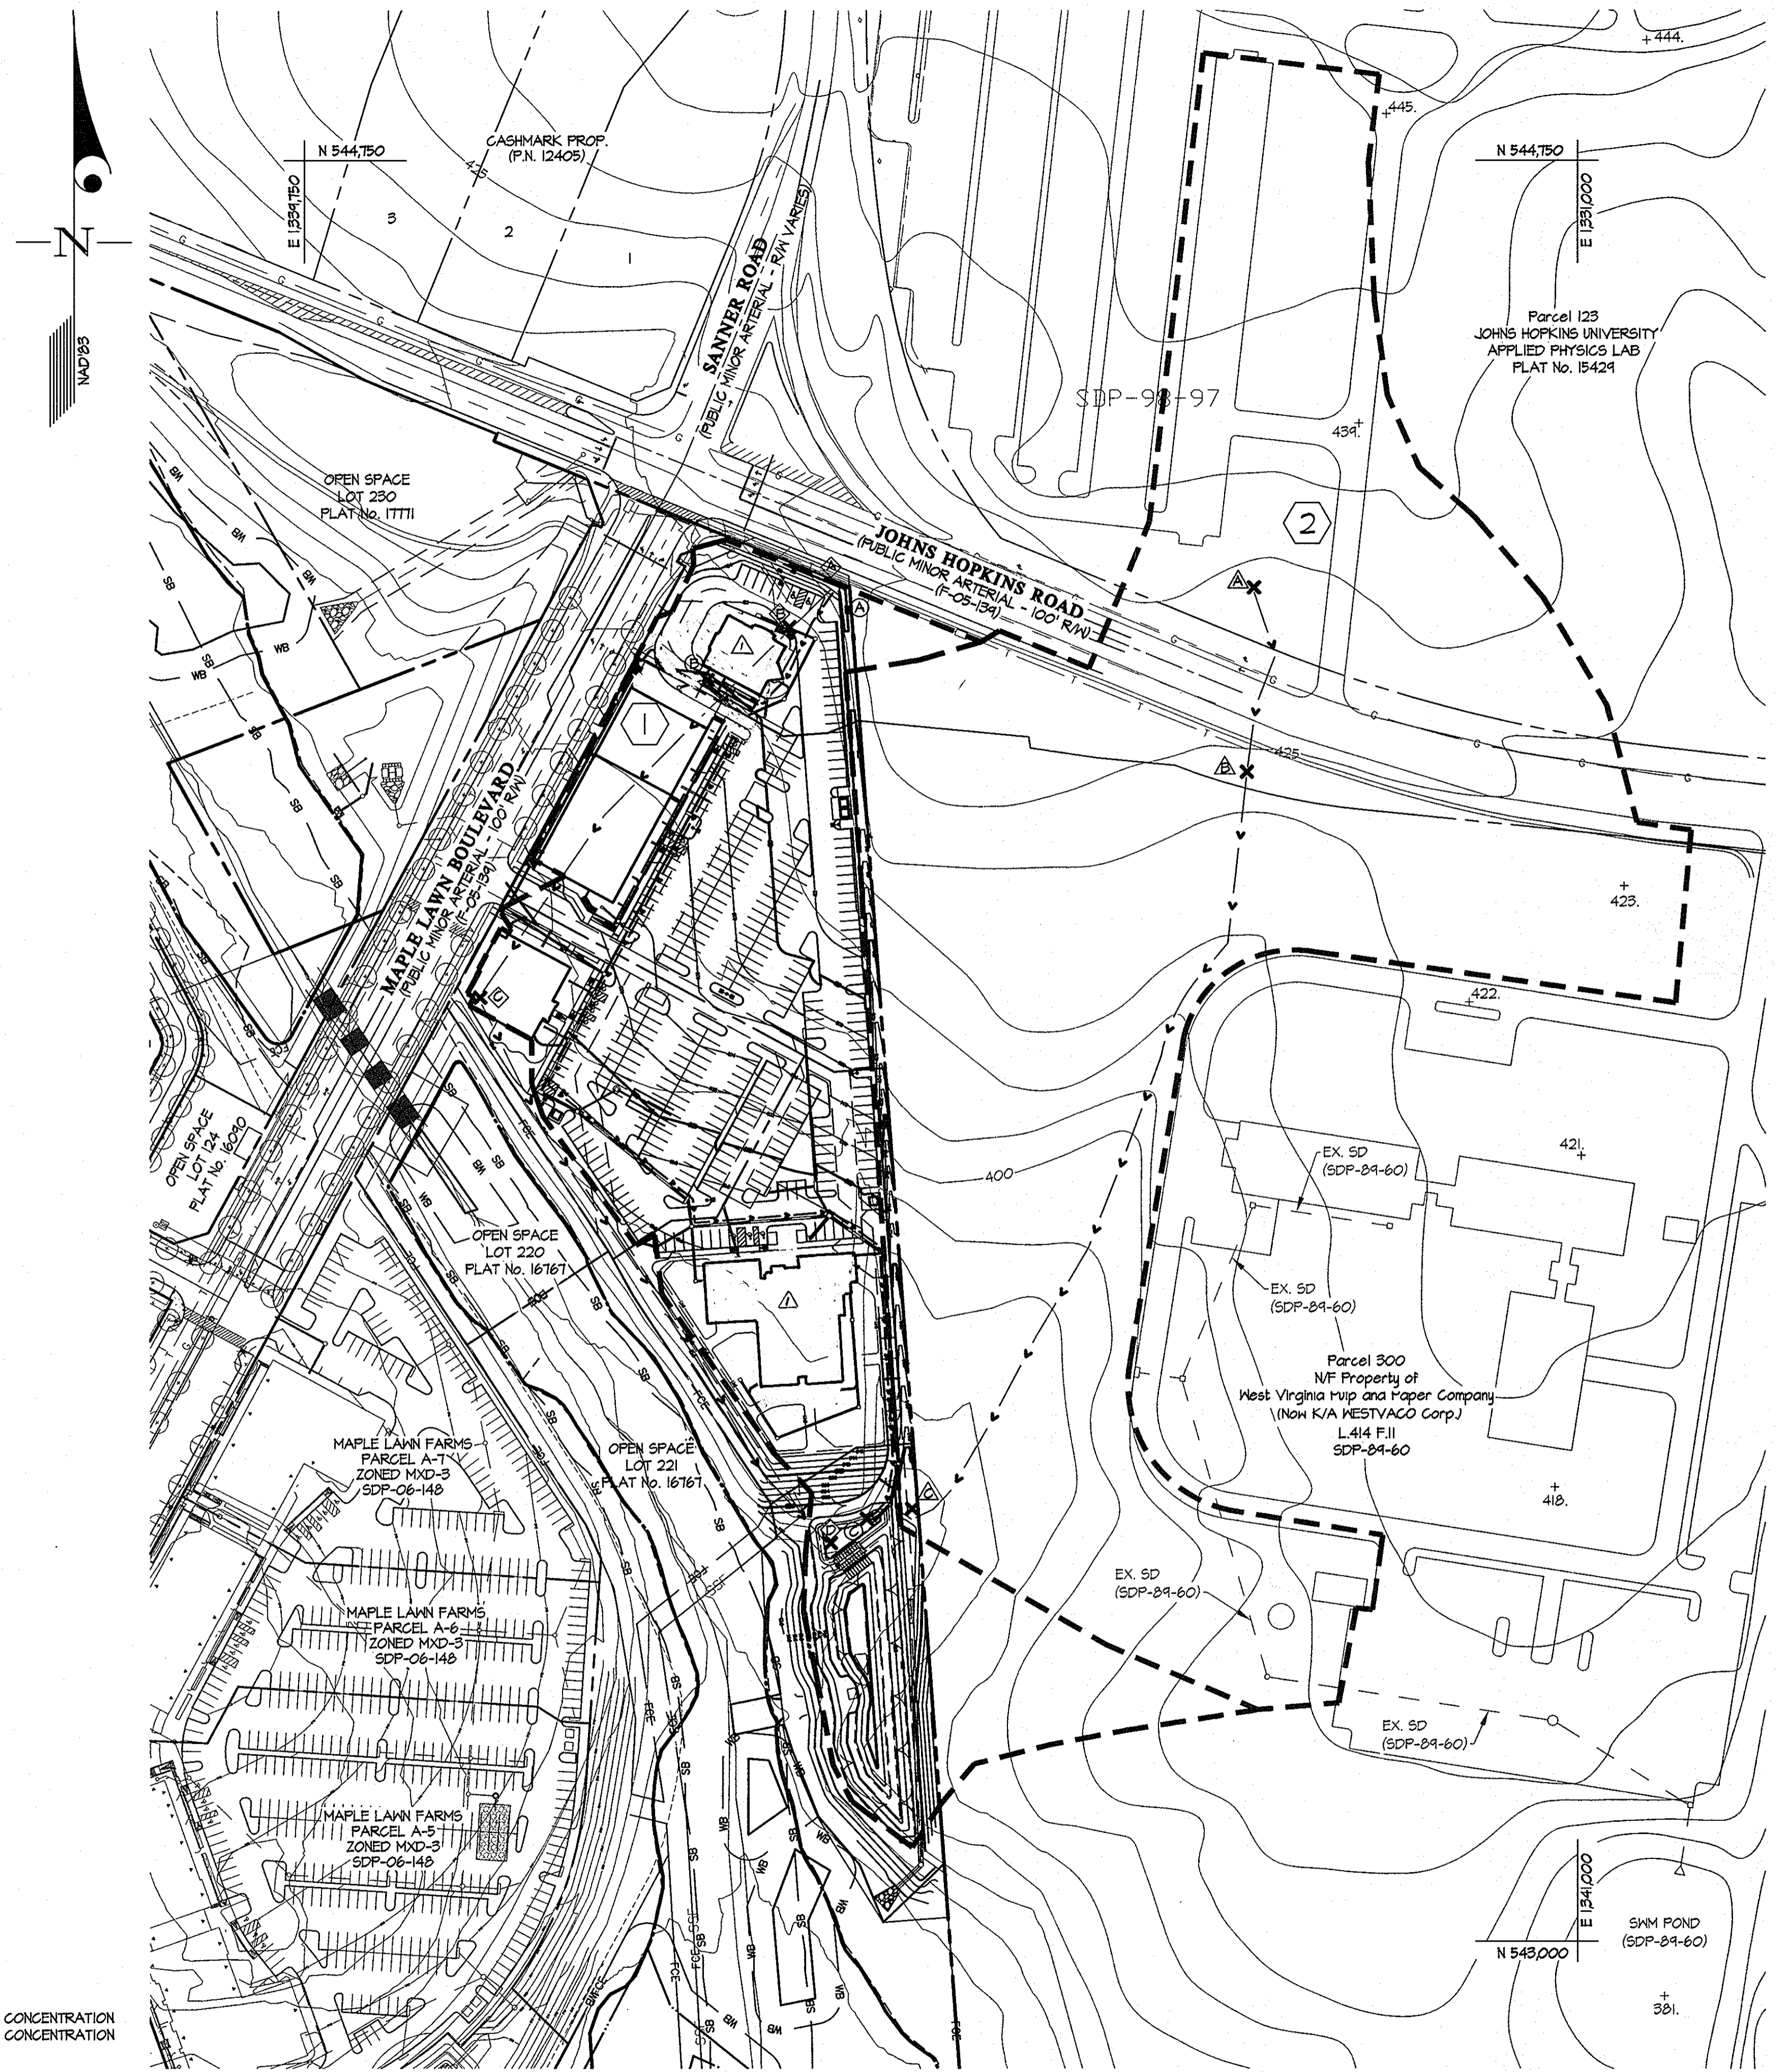 444.
445.
N 544,750
E 1,339,750
CASHMARK PROP.
(P.N. 12405)
425
3
2
1
N 544,750
E 1,331,000
N
NAD'83
SANNER ROAD
(PUBLIC MINOR ARTERIAL - R/W VARIES)
Parcel 123
JOHNS HOPKINS UNIVERSITY
APPLIED PHYSICS LAB
PLAT No. 15429
SDP-98-97
439.
OPEN SPACE
LOT 230
PLAT No. 17771
2
JOHNS HOPKINS ROAD
(PUBLIC MINOR ARTERIAL - 100' R/W)
(F-05-139)
A
A
1
1
B
425
MAPLE LAWN BOULEVARD
(PUBLIC MINOR ARTERIAL - 100' R/W)
(F-05-139)
423.
C
422.
OPEN SPACE
LOT 124
PLAT No. 16090
421.
EX. SD
(SDP-89-60)
400
OPEN SPACE
LOT 220
PLAT No. 16767
EX. SD
(SDP-89-60)
Parcel 300
N/F Property of
West Virginia Pulp and Paper Company
(Now K/A WESTVACO Corp.)
L.414 F.11
SDP-89-60
MAPLE LAWN FARMS
PARCEL A-7
ZONED MXD-3
SDP-06-148
OPEN SPACE
LOT 221
PLAT No. 16767
C
418.
EX. SD
(SDP-89-60)
MAPLE LAWN FARMS
PARCEL A-6
ZONED MXD-3
SDP-06-148
EX. SD
(SDP-89-60)
MAPLE LAWN FARMS
PARCEL A-5
ZONED MXD-3
SDP-06-148
E 1,341,000
N 543,000
SWM POND
(SDP-89-60)
381.
CONCENTRATION
CONCENTRATION